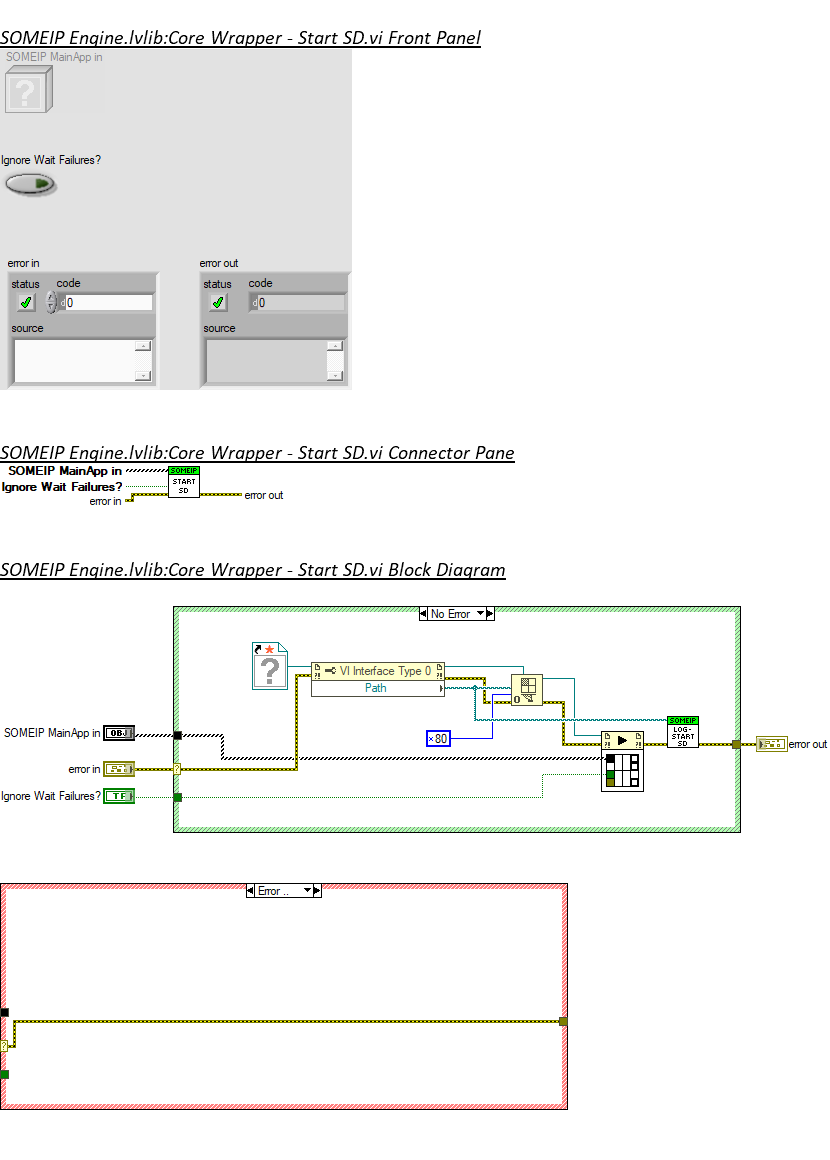 SOMEIP Engine.lvlib:Core Wrapper - Start SD.vi Front Panel
SOMEIP MainApp in
?
Ignore Wait Failures?
error in
error out
status code
status code
d0
d0
source
source
SOMEIP Engine.lvlib:Core Wrapper - Start SD.vi Connector Pane
SOMEIP MainApp in
Ignore Wait Failures?
error in
SOMEIP
START
SD
error out
SOMEIP Engine.lvlib:Core Wrapper - Start SD.vi Block Diagram
No Error
?
VI Interface Type 0
Path
0
×80
SOMEIP
LOG-
START
SD
SOMEIP MainApp in
OBJ
error in
?
Ignore Wait Failures?
TF
error out
Error ..
?